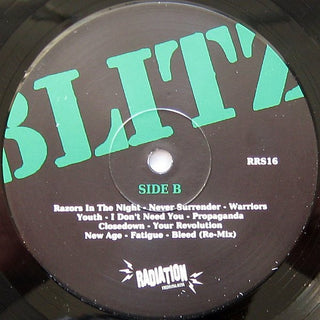 BLITZ
RRS16
SIDE B
Razors In The Night - Never Surrender - Warriors
Youth - I Don't Need You - Propaganda
Closedown - Your Revolution
New Age - Fatigue - Bleed (Re-Mix)
RADIATION